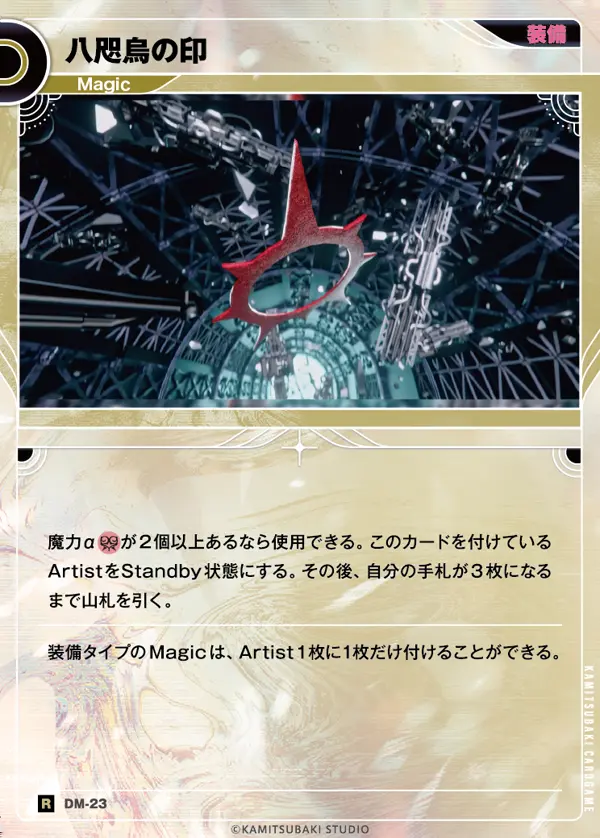 八咫烏の印
装備
Magic
魔力αが2個以上あるなら使用できる。このカードを付けている
ArtistをStandby状態にする。その後、自分の手札が3枚になる
まで山札を引く。
装備タイプのMagicは、Artist1枚に1枚だけ付けることができる。
KAMITSUBAKI CARDGAME
R DM-23
©KAMITSUBAKI STUDIO